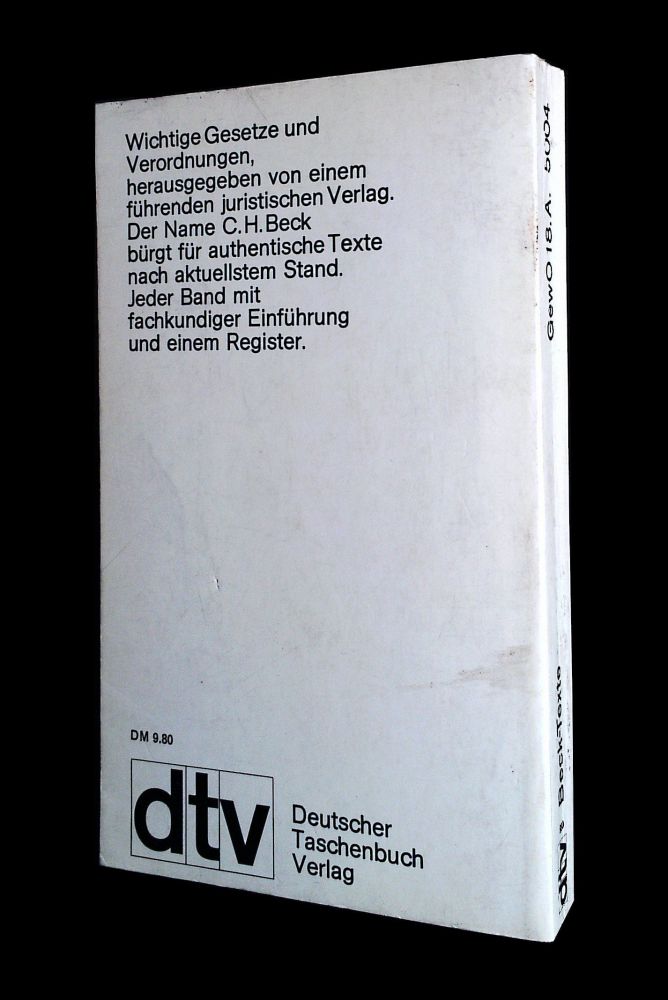 Wichtige Gesetze und
Verordnungen,
herausgegeben von einem
führenden juristischen Verlag.
Der Name C.H.Beck
bürgt für authentische Texte
nach aktuellstem Stand.
Jeder Band mit
fachkundiger Einführung
und einem Register.
DM 9.80
dtv
Deutscher
Taschenbuch
Verlag
GewO 18. A. 5004
dtv Beck-Texte